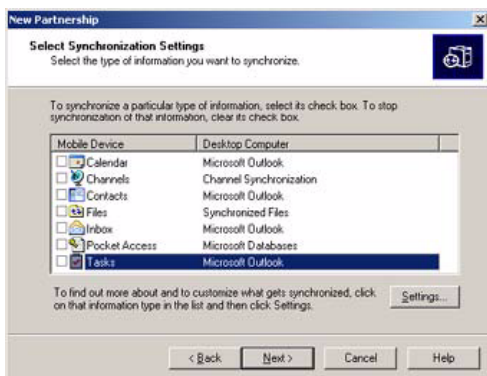 New Partnership
Select Synchronization Settings
Select the type of information you want to synchronize.
To synchronize a particular type of information, select its check box. To stop
synchronization of that information, clear its check box.
Mobile Device Desktop Computer
Calendar Microsoft Outlook
Channels Channel Synchronization
Contacts Microsoft Outlook
Files Synchronized Files
Inbox Microsoft Outlook
Pocket Access Microsoft Databases
Tasks Microsoft Outlook
To find out more about and to customize what gets synchronized, click
on that information type in the list and then click Settings.
Settings...
< Back Next > Cancel Help